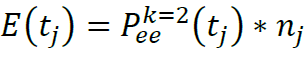 $E(t_j) = P_{ee}^{k=2}(t_j) * n_j$